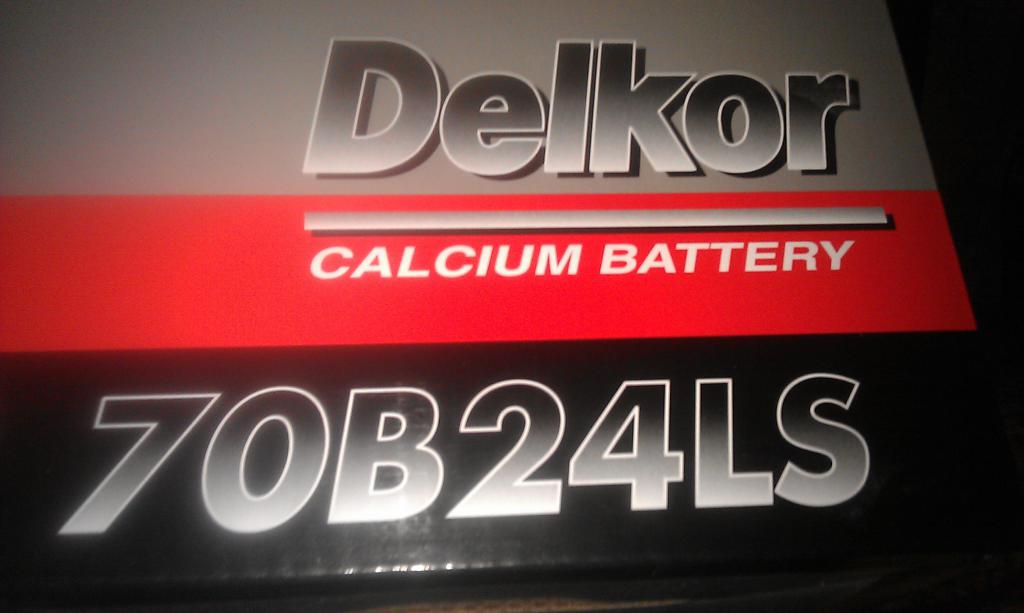 Delkor
CALCIUM BATTERY
70B24LS